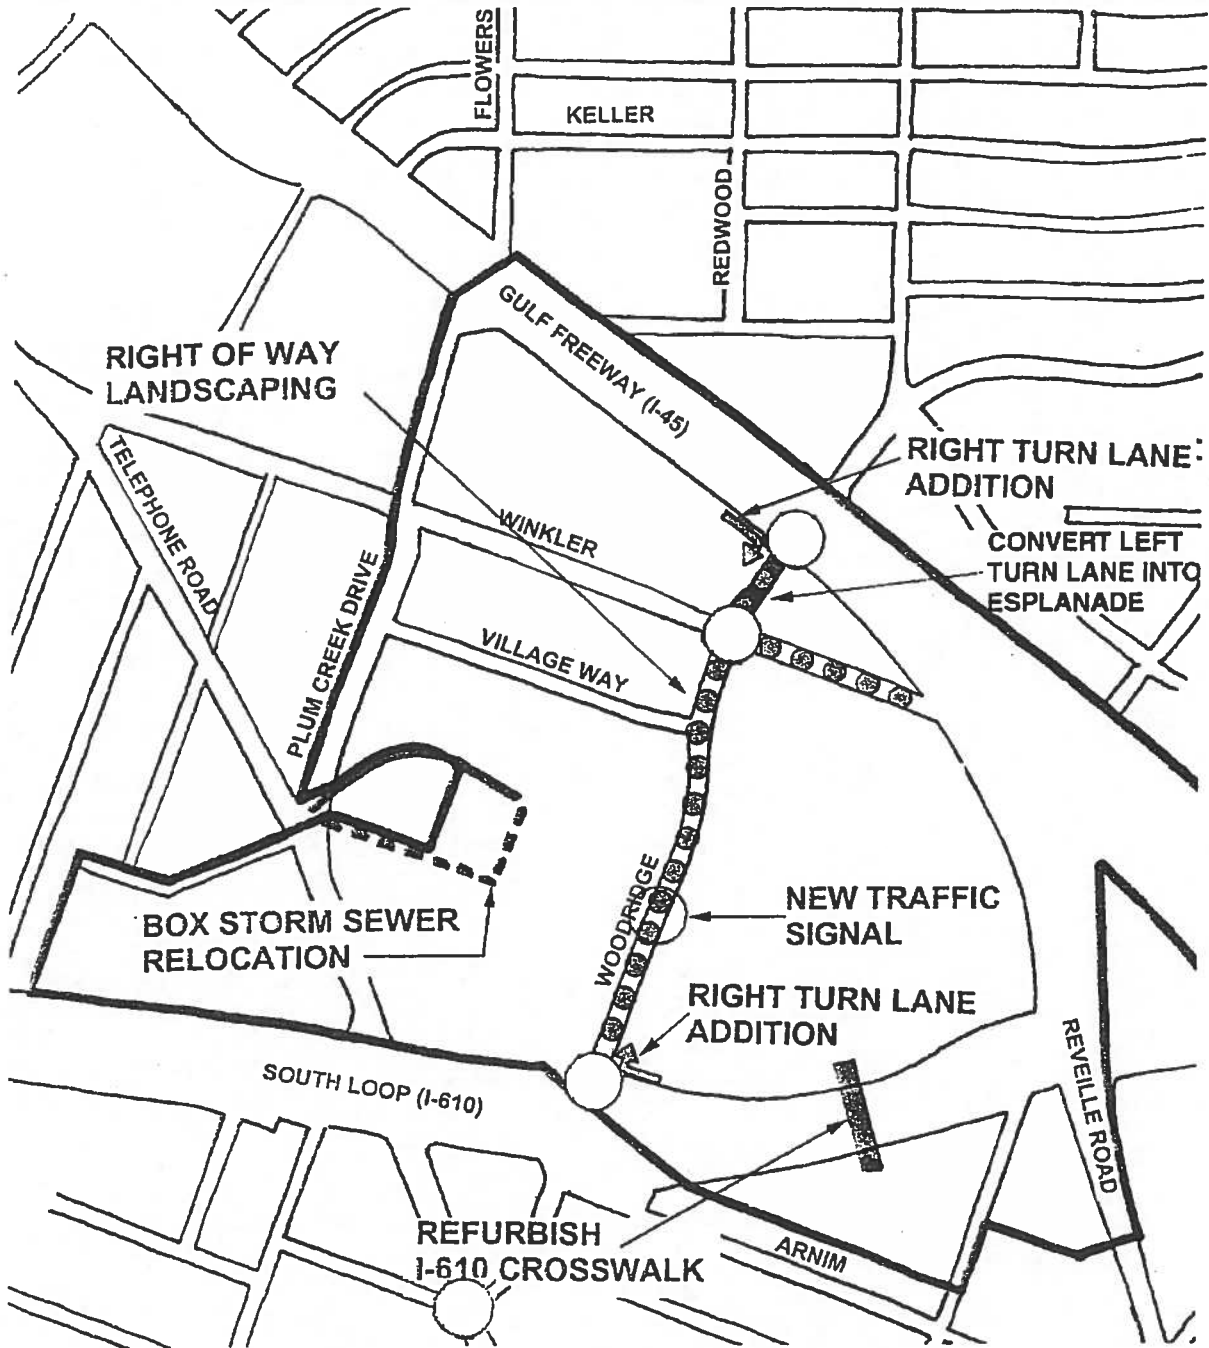 FLOWERS
KELLER
REDWOOD
GULF FREEWAY (I-45)
RIGHT OF WAY
LANDSCAPING
TELEPHONE ROAD
RIGHT TURN LANE
ADDITION
WINKLER
CONVERT LEFT
TURN LANE INTO
ESPLANADE
PLUM CREEK DRIVE
VILLAGE WAY
WOODRIDGE
NEW TRAFFIC
SIGNAL
BOX STORM SEWER
RELOCATION
RIGHT TURN LANE
ADDITION
SOUTH LOOP (I-610)
REVEILLE ROAD
REFURBISH
I-610 CROSSWALK
ARNIM